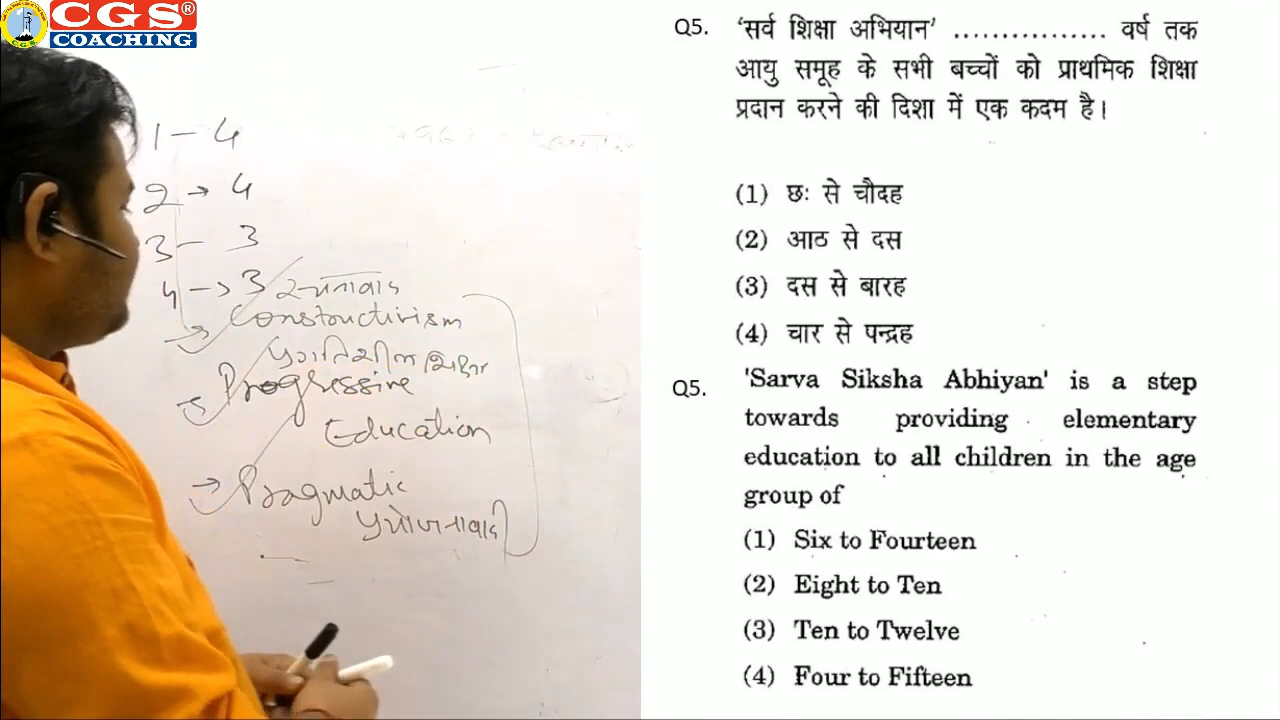 CGS®
COACHING
1 - 4
2 → 4
3 - 3
4 → 3
रचनावाद
Constructivism
प्रगतिशील शिक्षा
Progressive
Education
Pragmatic
प्रयोजनवादी
Q5. 'सर्व शिक्षा अभियान' ................ वर्ष तक
आयु समूह के सभी बच्चों को प्राथमिक शिक्षा
प्रदान करने की दिशा में एक कदम है।
(1) छः से चौदह
(2) आठ से दस
(3) दस से बारह
(4) चार से पन्द्रह
Q5. 'Sarva Siksha Abhiyan' is a step
towards providing elementary
education to all children in the age
group of
(1) Six to Fourteen
(2) Eight to Ten
(3) Ten to Twelve
(4) Four to Fifteen